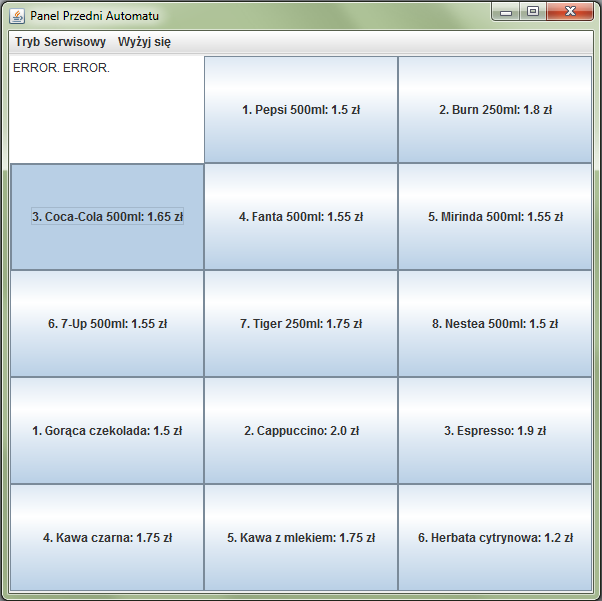 Panel Przedni Automatu
Tryb Serwisowy Wyżyj się
ERROR. ERROR.
1. Pepsi 500ml: 1.5 zł
2. Burn 250ml: 1.8 zł
3. Coca-Cola 500ml: 1.65 zł
4. Fanta 500ml: 1.55 zł
5. Mirinda 500ml: 1.55 zł
6. 7-Up 500ml: 1.55 zł
7. Tiger 250ml: 1.75 zł
8. Nestea 500ml: 1.5 zł
1. Gorąca czekolada: 1.5 zł
2. Cappuccino: 2.0 zł
3. Espresso: 1.9 zł
4. Kawa czarna: 1.75 zł
5. Kawa z mlekiem: 1.75 zł
6. Herbata cytrynowa: 1.2 zł